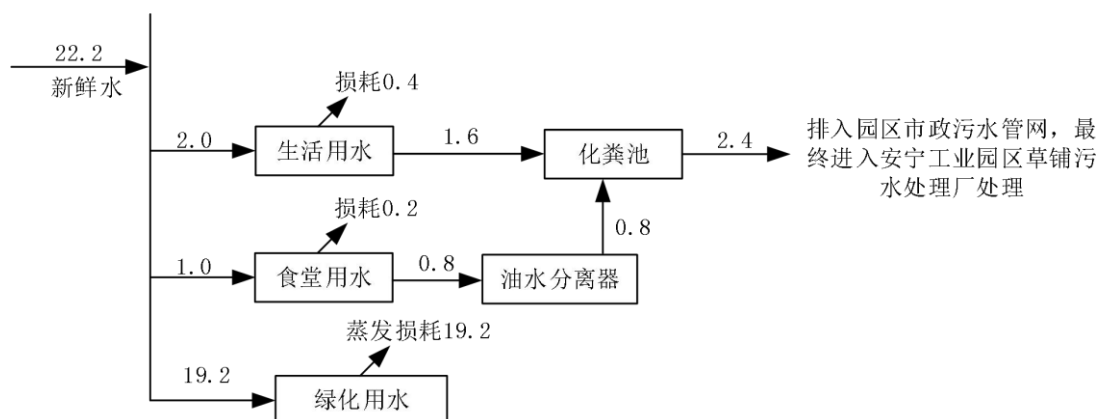 22.2
新鲜水
损耗0.4
2.0
生活用水
1.6
化粪池
2.4
排入园区市政污水管网，最
终进入安宁工业园区草铺污
水处理厂处理
损耗0.2
0.8
1.0
食堂用水
0.8
油水分离器
蒸发损耗19.2
19.2
绿化用水